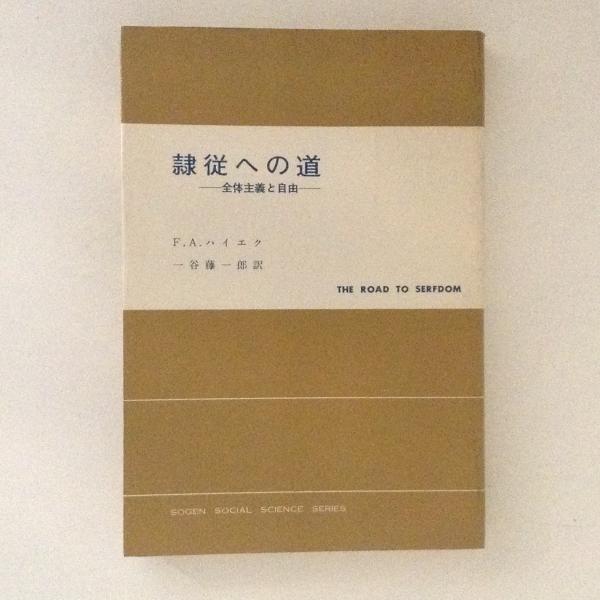 隷従への道
——全体主義と自由——
F.A.ハイエク
一谷藤一郎訳
THE ROAD TO SERFDOM
SOGEN SOCIAL SCIENCE SERIES